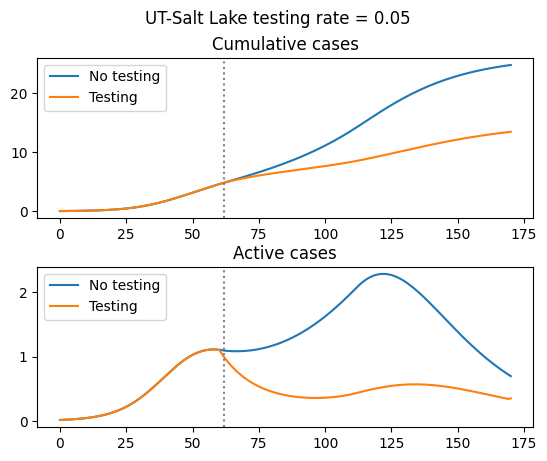 UT-Salt Lake testing rate = 0.05
Cumulative cases
No testing
Testing
20
10
0
0 25 50 75 100 125 150 175
Active cases
No testing
Testing
2
1
0
0 25 50 75 100 125 150 175